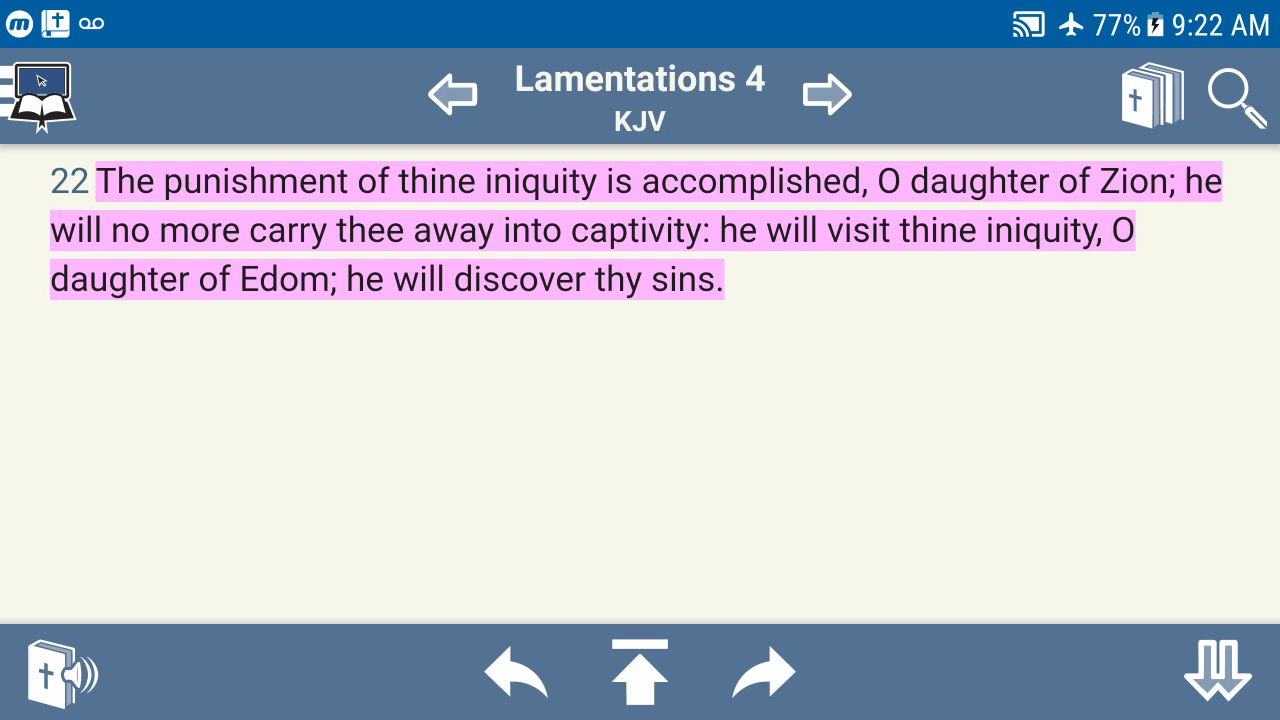 77% 9:22 AM
Lamentations 4
KJV
22 The punishment of thine iniquity is accomplished, O daughter of Zion; he
will no more carry thee away into captivity: he will visit thine iniquity, O
daughter of Edom; he will discover thy sins.